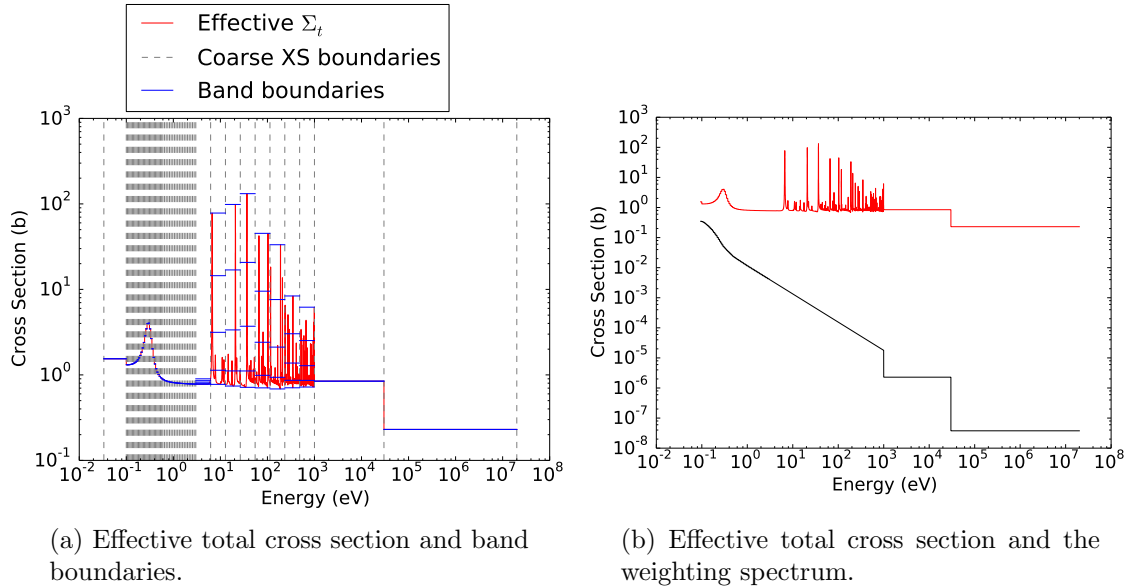 Effective Σt
Coarse XS boundaries
Band boundaries
10^3
10^2
10^1
10^0
10^-1
Cross Section (b)
10^-2 10^-1 10^0 10^1 10^2 10^3 10^4 10^5 10^6 10^7 10^8
Energy (eV)
(a) Effective total cross section and band
boundaries.
10^3
10^2
10^1
10^0
10^-1
10^-2
10^-3
10^-4
10^-5
10^-6
10^-7
10^-8
Cross Section (b)
10^-2 10^-1 10^0 10^1 10^2 10^3 10^4 10^5 10^6 10^7 10^8
Energy (eV)
(b) Effective total cross section and the
weighting spectrum.